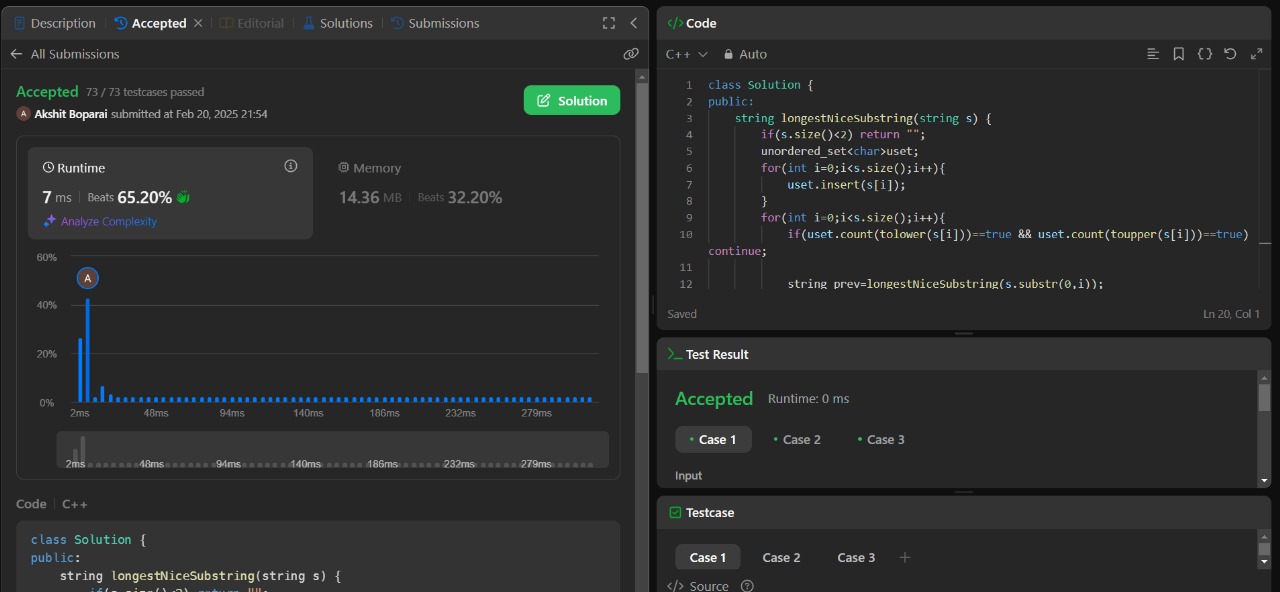 Description
Accepted
Editorial
Solutions
Submissions
All Submissions
Accepted 73 / 73 testcases passed
A Akshit Boparai submitted at Feb 20, 2025 21:54
Solution
Runtime
7 ms Beats 65.20%
Analyze Complexity
Memory
14.36 MB Beats 32.20%
60%
40%
20%
0%
A
2ms 48ms 94ms 140ms 186ms 232ms 279ms
2ms 48ms 94ms 140ms 186ms 232ms 279ms
Code C++
class Solution {
public:
string longestNiceSubstring(string s) {
if(s.size()<2) return "";
</> Code
C++ Auto
1 class Solution {
2 public:
3 string longestNiceSubstring(string s) {
4 if(s.size()<2) return "";
5 unordered_set<char>uset;
6 for(int i=0;i<s.size();i++){
7 uset.insert(s[i]);
8 }
9 for(int i=0;i<s.size();i++){
10 if(uset.count(tolower(s[i]))==true && uset.count(toupper(s[i]))==true)
continue;
11
12 string prev=longestNiceSubstring(s.substr(0,i));
Saved
Ln 20, Col 1
Test Result
Accepted Runtime: 0 ms
Case 1 Case 2 Case 3
Input
Testcase
Case 1 Case 2 Case 3 +
</> Source ?